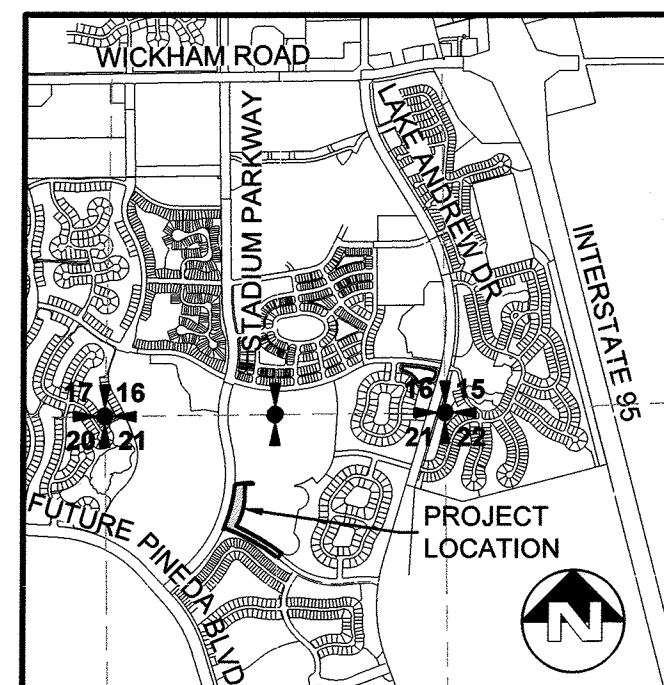 WICKHAM ROAD
STADIUM PARKWAY
LAKE ANDREW DR
INTERSTATE 95
17 16
20 21
16 15
21 22
FUTURE PINEDA BLVD
PROJECT
LOCATION
N